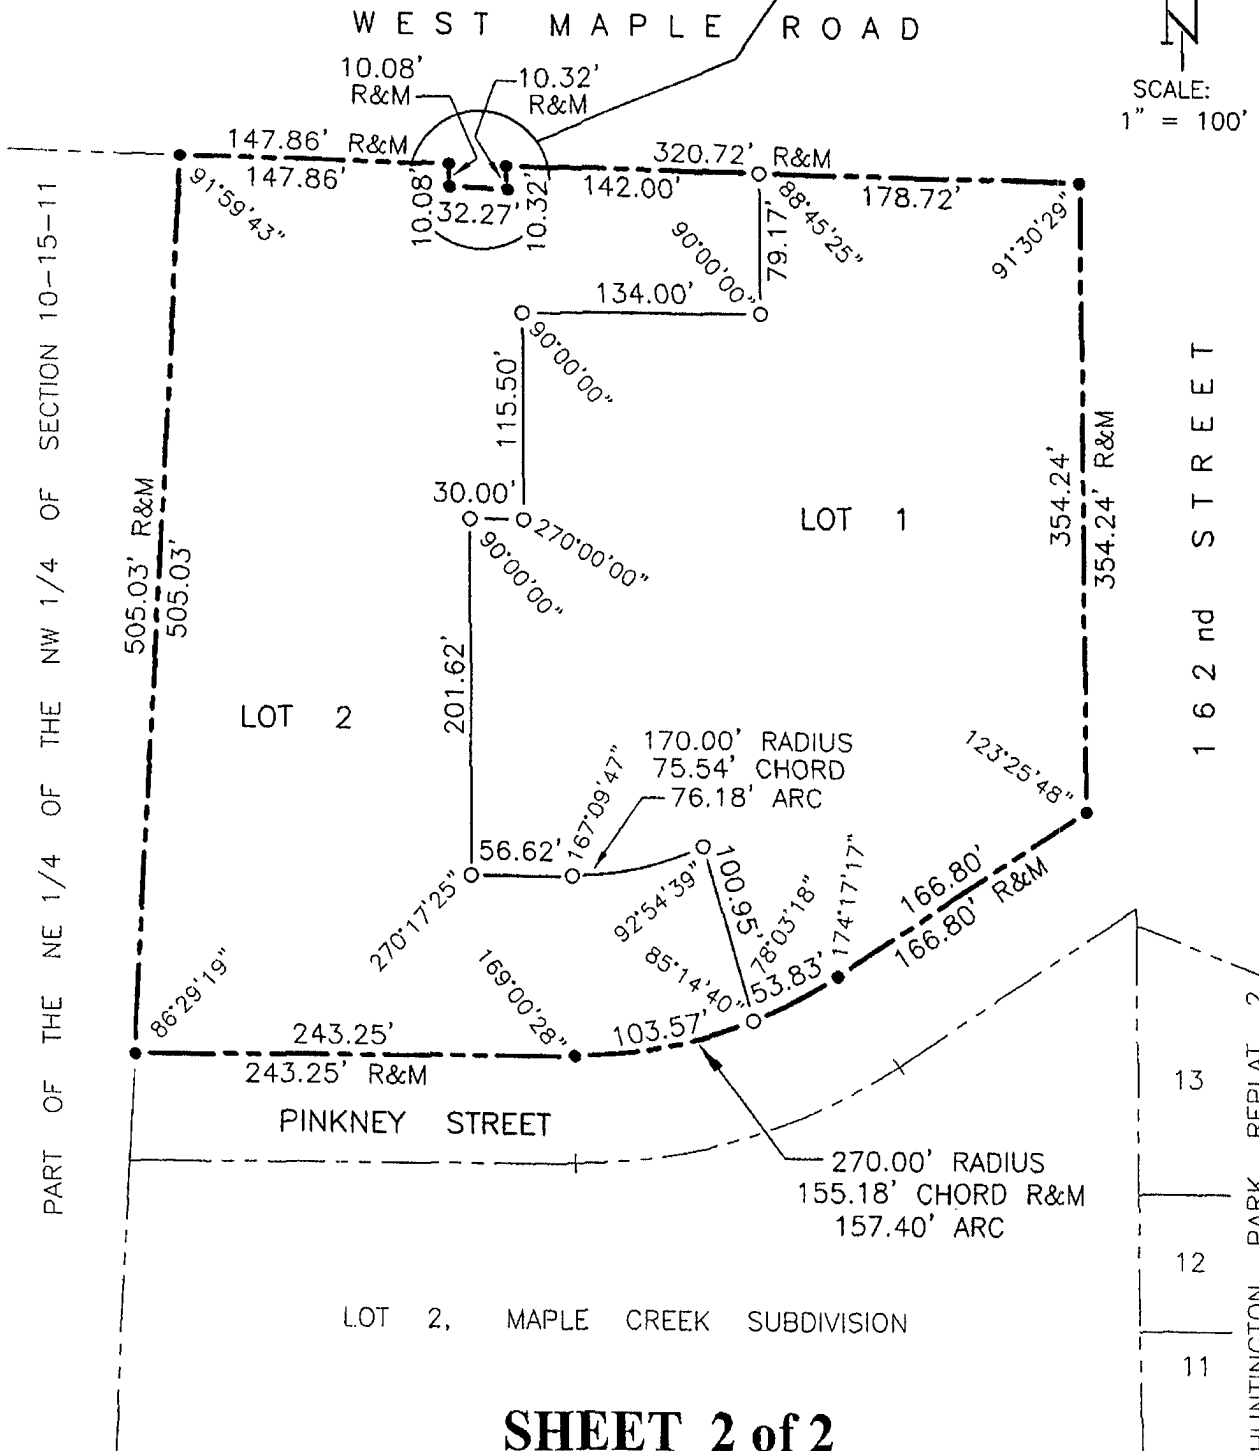 WEST MAPLE ROAD
N
SCALE:
1" = 100'
10.08'
R&M
10.32'
R&M
147.86' R&M
147.86'
10.08'
32.27'
10.32'
320.72' R&M
142.00'
178.72'
91°59'43"
88°45'25"
91°30'29"
90°00'00"
79.17'
134.00'
90°00'00"
115.50'
30.00'
270°00'00"
90°00'00"
LOT 1
354.24'
354.24' R&M
162nd STREET
PART OF THE NE 1/4 OF THE NW 1/4 OF SECTION 10-15-11
505.03' R&M
505.03'
201.62'
LOT 2
170.00' RADIUS
75.54' CHORD
76.18' ARC
123°25'48"
167°09'47"
56.62'
270°17'25"
92°54'39"
100.95'
78°03'18"
174°17'17"
166.80'
166.80' R&M
86°29'19"
169°00'28"
85°14'40"
53.83'
103.57'
243.25'
243.25' R&M
PINKNEY STREET
270.00' RADIUS
155.18' CHORD R&M
157.40' ARC
13
12
11
HUNTINGTON PARK REPLAT 2
LOT 2, MAPLE CREEK SUBDIVISION
SHEET 2 of 2